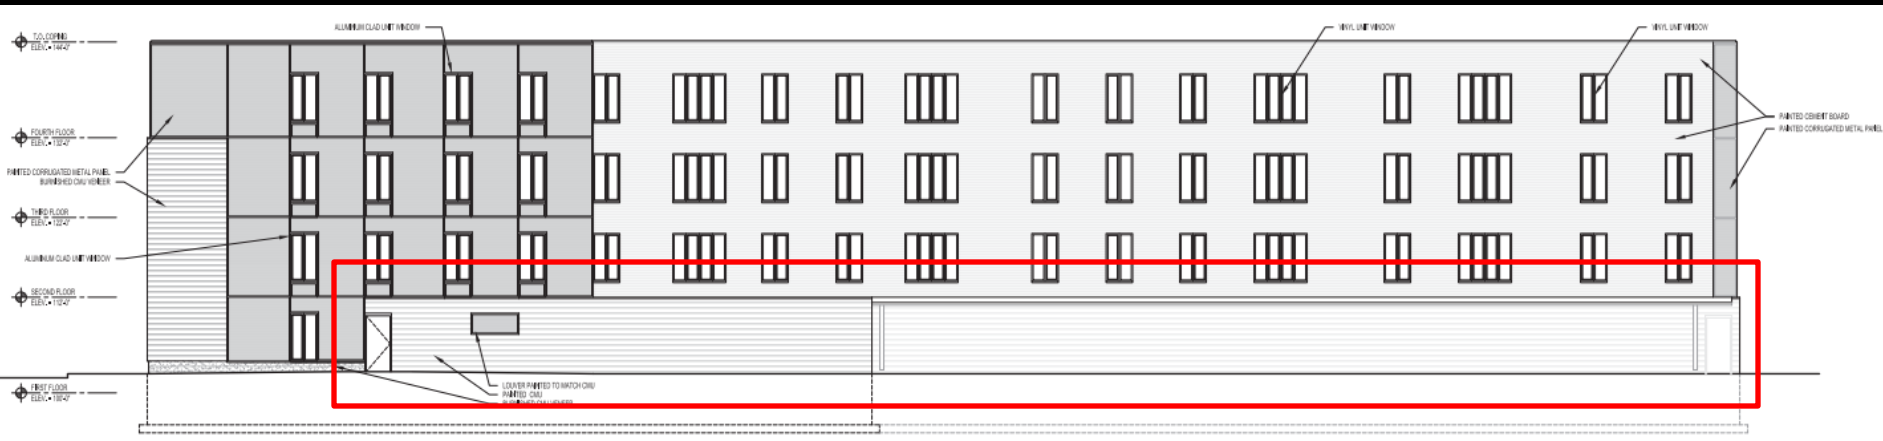 ALUMINUM CLAD UNIT WINDOW
VINYL UNIT WINDOW
VINYL UNIT WINDOW
T.O. COPING
ELEV. = 144'-0"
PAINTED CEMENT BOARD
PAINTED CORRUGATED METAL PANEL
FOURTH FLOOR
ELEV. = 132'-0"
PAINTED CORRUGATED METAL PANEL
BURNISHED CMU VENEER
THIRD FLOOR
ELEV. = 122'-0"
ALUMINUM CLAD UNIT WINDOW
SECOND FLOOR
ELEV. = 112'-0"
LOUVER PAINTED TO MATCH CMU
PAINTED CMU
BURNISHED CMU VENEER
FIRST FLOOR
ELEV. = 100'-0"